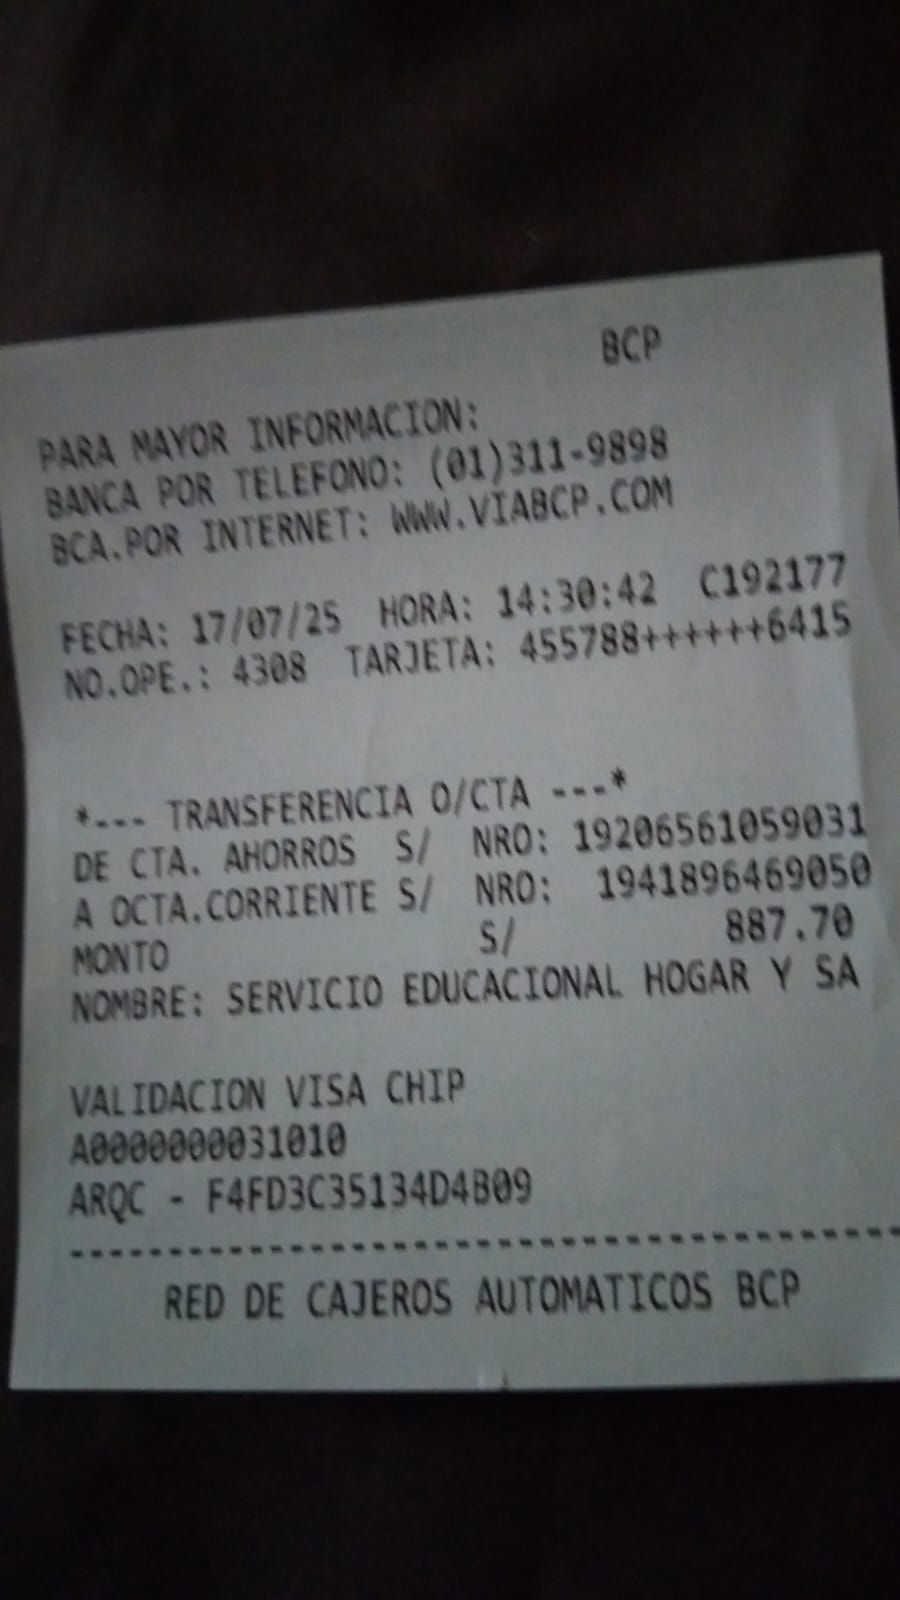 BCP
PARA MAYOR INFORMACION:
BANCA POR TELEFONO: (01)311-9898
BCA.POR INTERNET: WWW.VIABCP.COM
FECHA: 17/07/25 HORA: 14:30:42 C192177
NO.OPE.: 4308 TARJETA: 455788++++++6415
*--- TRANSFERENCIA O/CTA ---*
DE CTA. AHORROS S/ NRO: 19206561059031
A OCTA.CORRIENTE S/ NRO: 1941896469050
MONTO S/ 887.70
NOMBRE: SERVICIO EDUCACIONAL HOGAR Y SA
VALIDACION VISA CHIP
A0000000031010
ARQC - F4FD3C35134D4B09
------------------------------------------
RED DE CAJEROS AUTOMATICOS BCP